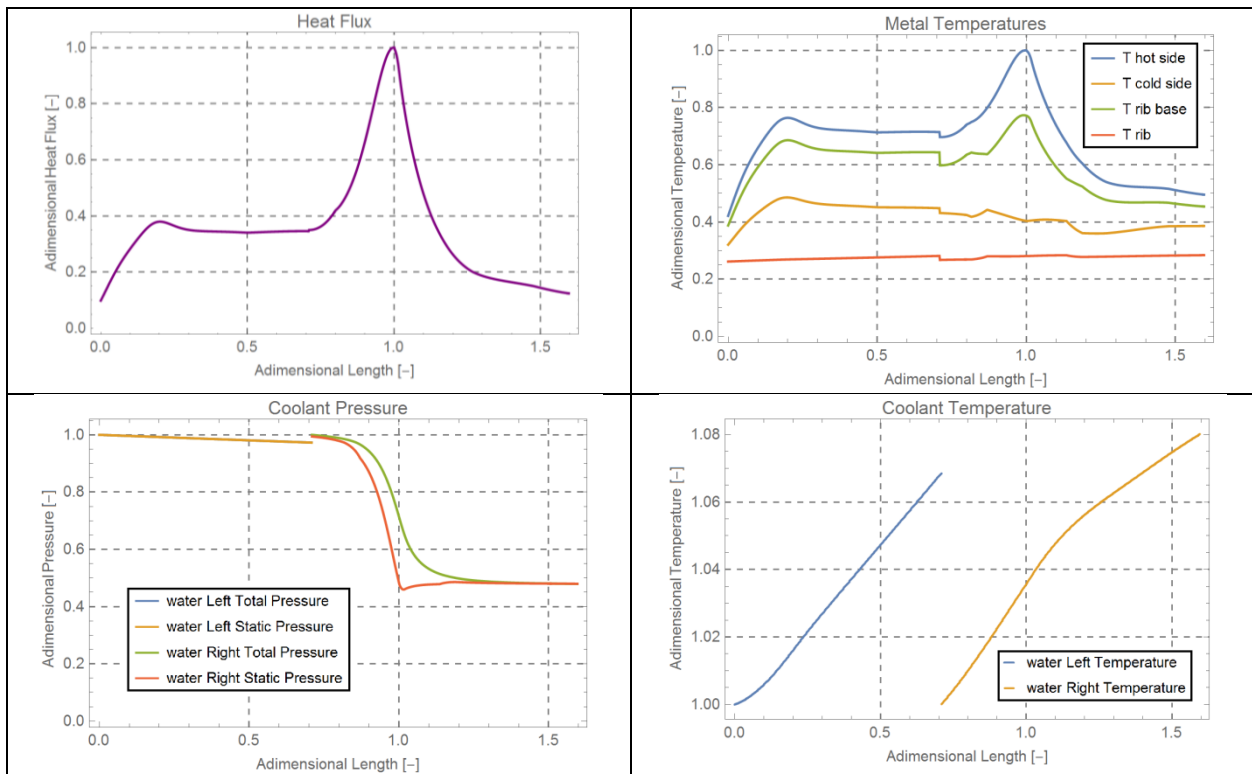 Heat Flux
Adimensional Heat Flux [−]
1.0
0.8
0.6
0.4
0.2
0.0
0.0 0.5 1.0 1.5
Adimensional Length [−]
Metal Temperatures
Adimensional Temperature [−]
1.0
0.8
0.6
0.4
0.2
0.0
T hot side
T cold side
T rib base
T rib
0.0 0.5 1.0 1.5
Adimensional Length [−]
Coolant Pressure
Adimensional Pressure [−]
1.0
0.8
0.6
0.4
0.2
0.0
water Left Total Pressure
water Left Static Pressure
water Right Total Pressure
water Right Static Pressure
0.0 0.5 1.0 1.5
Adimensional Length [−]
Coolant Temperature
Adimensional Temperature [−]
1.08
1.06
1.04
1.02
1.00
water Left Temperature
water Right Temperature
0.0 0.5 1.0 1.5
Adimensional Length [−]